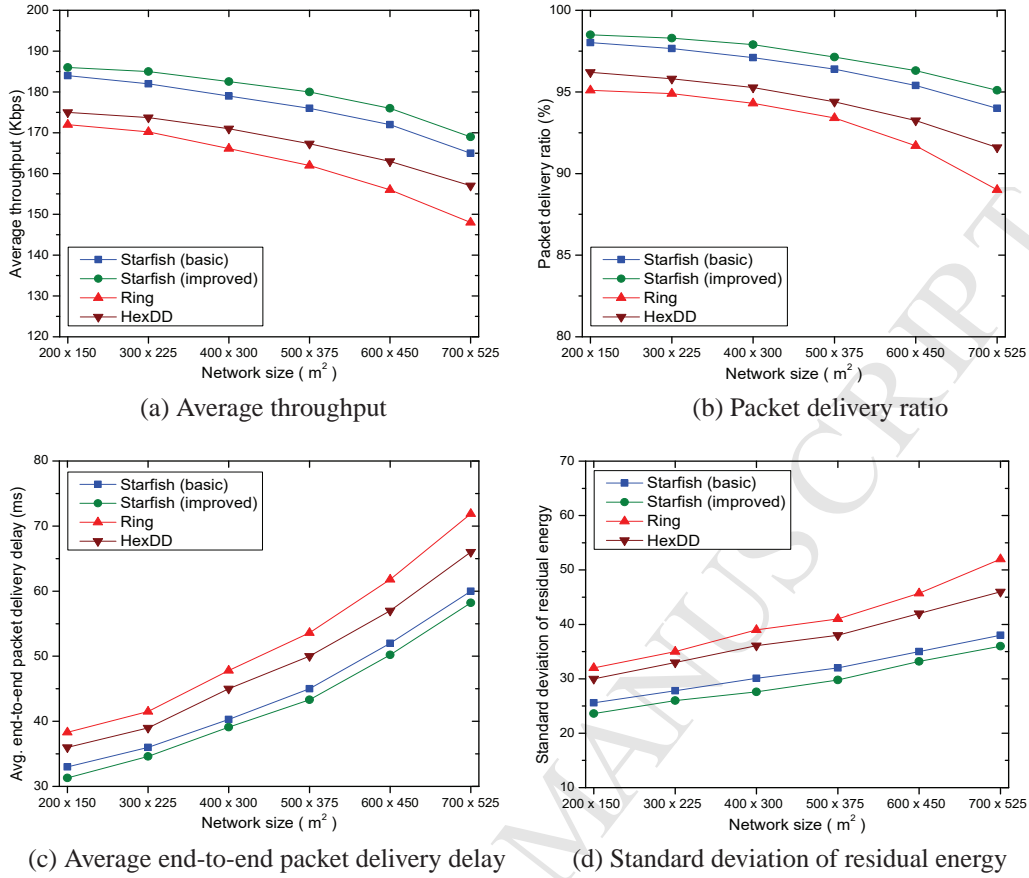 200
190
180
170
160
150
140
130
120
Average throughput (Kbps)
Starfish (basic)
Starfish (improved)
Ring
HexDD
200 x 150 300 x 225 400 x 300 500 x 375 600 x 450 700 x 525
Network size ( m² )
(a) Average throughput
100
95
90
85
80
Packet delivery ratio (%)
Starfish (basic)
Starfish (improved)
Ring
HexDD
200 x 150 300 x 225 400 x 300 500 x 375 600 x 450 700 x 525
Network size ( m² )
(b) Packet delivery ratio
80
70
60
50
40
30
Avg. end-to-end packet delivery delay (ms)
Starfish (basic)
Starfish (improved)
Ring
HexDD
200 x 150 300 x 225 400 x 300 500 x 375 600 x 450 700 x 525
Network size ( m² )
(c) Average end-to-end packet delivery delay
70
60
50
40
30
20
10
Standard deviation of residual energy
Starfish (basic)
Starfish (improved)
Ring
HexDD
200 x 150 300 x 225 400 x 300 500 x 375 600 x 450 700 x 525
Network size ( m² )
(d) Standard deviation of residual energy
MANUSCRIPT